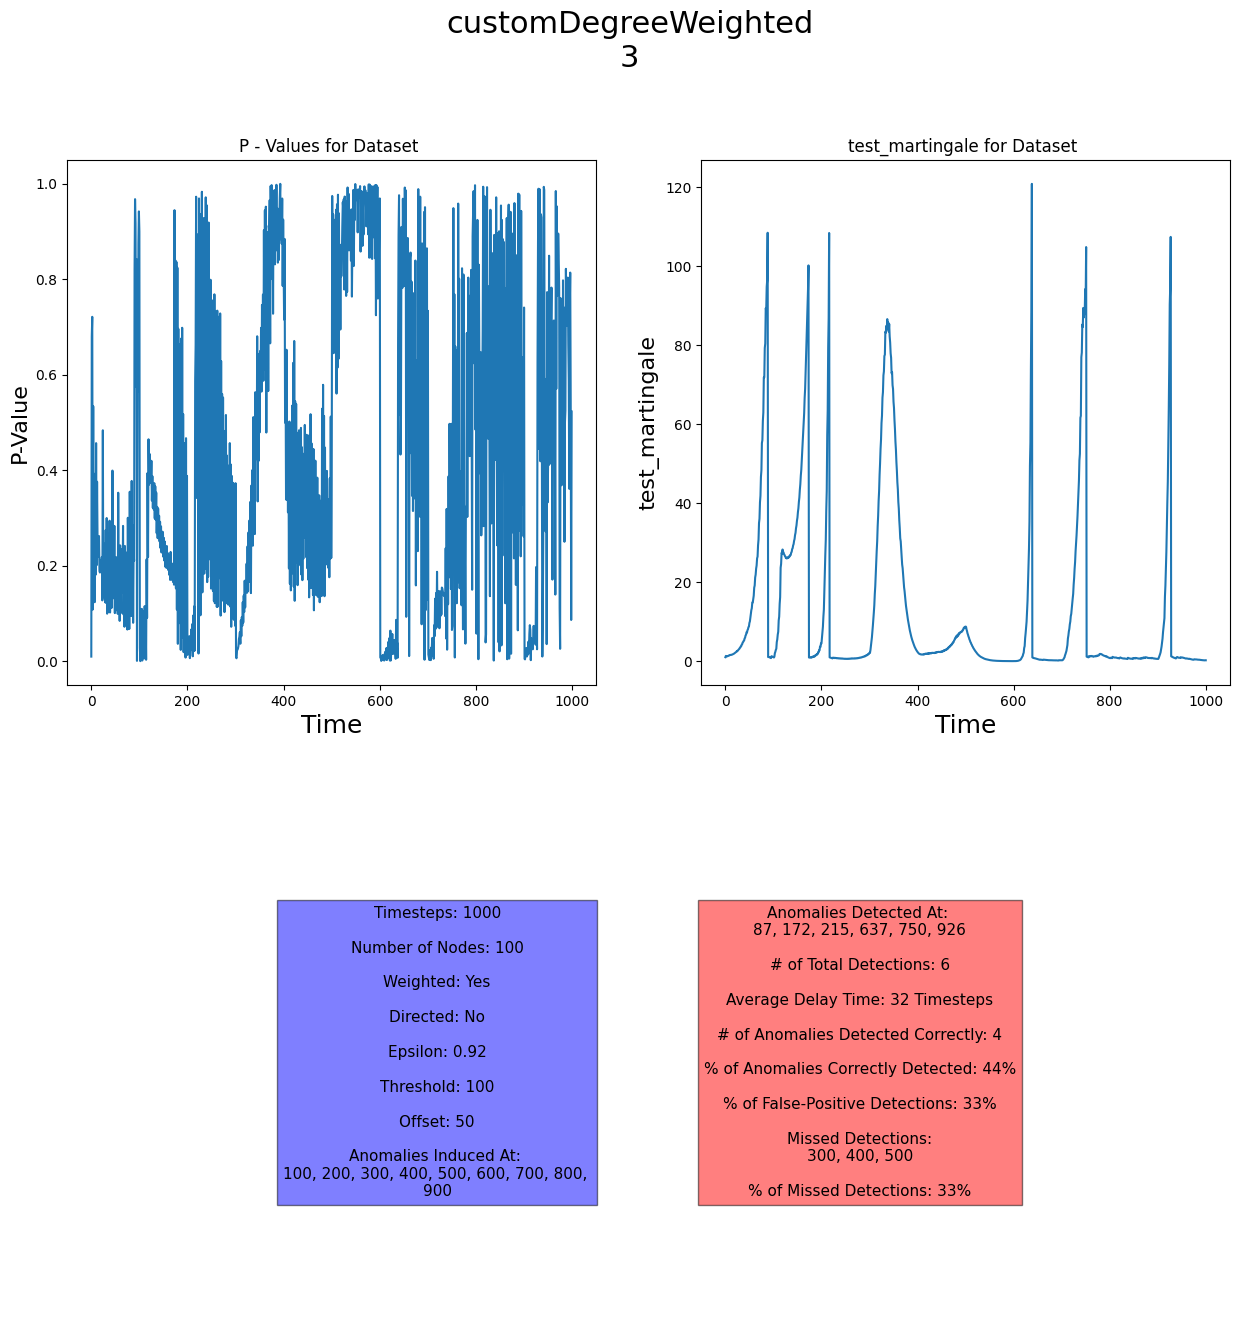 customDegreeWeighted
3
P - Values for Dataset
1.0
0.8
0.6
0.4
0.2
0.0
P-Value
0 200 400 600 800 1000
Time
test_martingale for Dataset
120
100
80
60
40
20
0
test_martingale
0 200 400 600 800 1000
Time
Timesteps: 1000
Number of Nodes: 100
Weighted: Yes
Directed: No
Epsilon: 0.92
Threshold: 100
Offset: 50
Anomalies Induced At:
100, 200, 300, 400, 500, 600, 700, 800,
900
Anomalies Detected At:
87, 172, 215, 637, 750, 926
# of Total Detections: 6
Average Delay Time: 32 Timesteps
# of Anomalies Detected Correctly: 4
% of Anomalies Correctly Detected: 44%
% of False-Positive Detections: 33%
Missed Detections:
300, 400, 500
% of Missed Detections: 33%